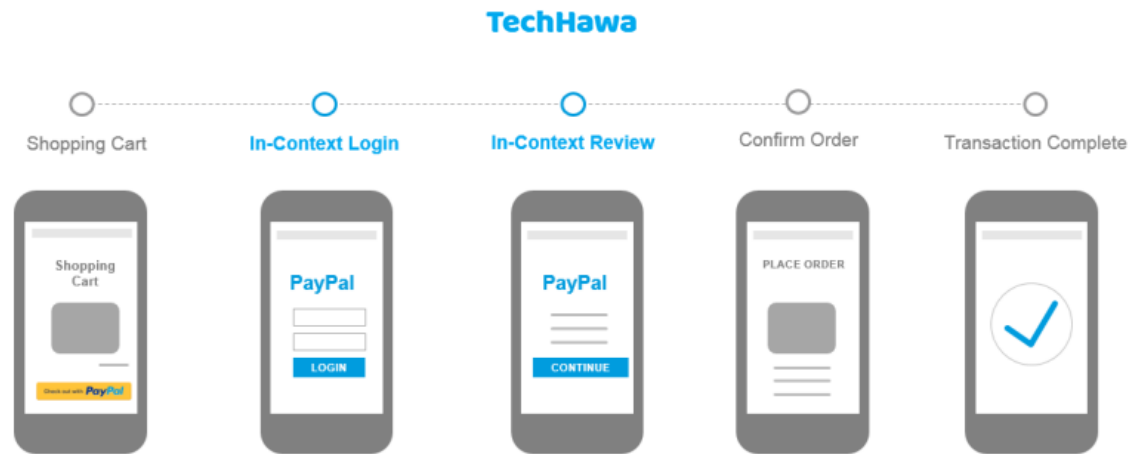 TechHawa
Shopping Cart
In-Context Login
In-Context Review
Confirm Order
Transaction Complete
Shopping
Cart
Check out with PayPal
PayPal
LOGIN
PayPal
CONTINUE
PLACE ORDER